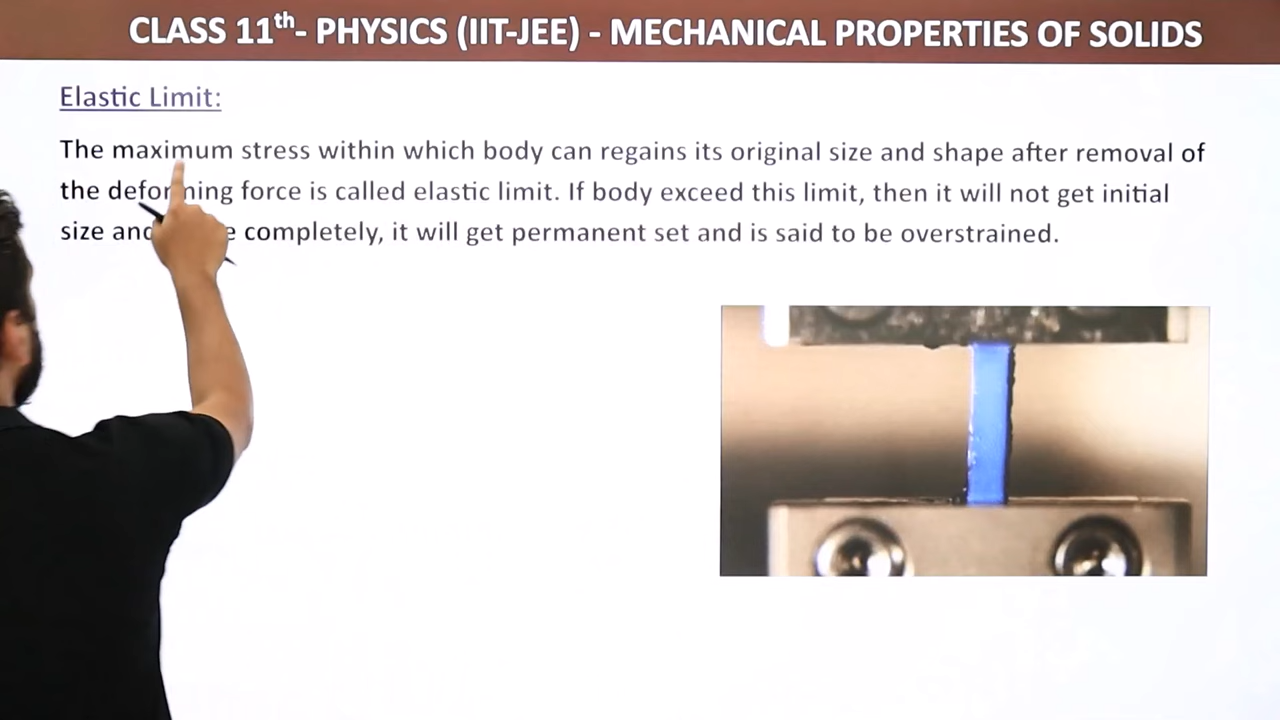 CLASS 11th- PHYSICS (IIT-JEE) - MECHANICAL PROPERTIES OF SOLIDS
Elastic Limit:
The maximum stress within which body can regains its original size and shape after removal of
the deforming force is called elastic limit. If body exceed this limit, then it will not get initial
size and completely, it will get permanent set and is said to be overstrained.